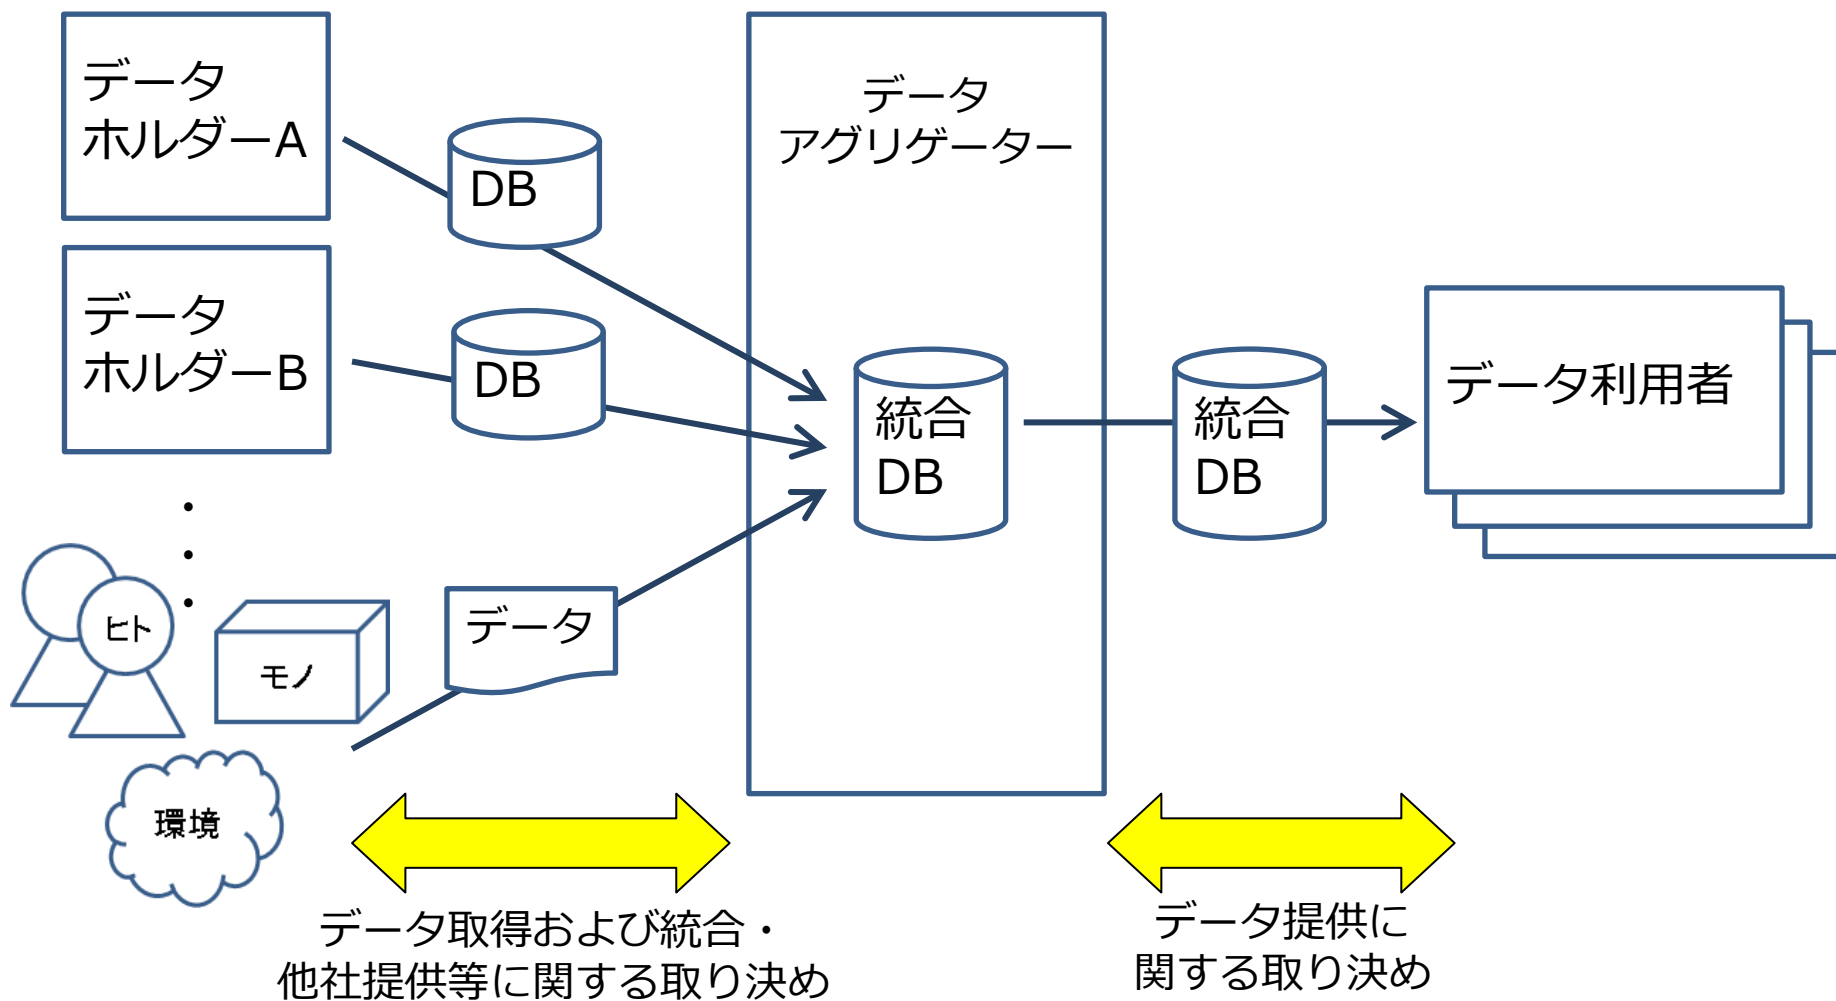 データ
ホルダーA
DB
データ
アグリゲーター
データ
ホルダーB
DB
統合
DB
統合
DB
データ利用者
・
・
・
ヒト
モノ
データ
環境
データ取得および統合・
他社提供等に関する取り決め
データ提供に
関する取り決め